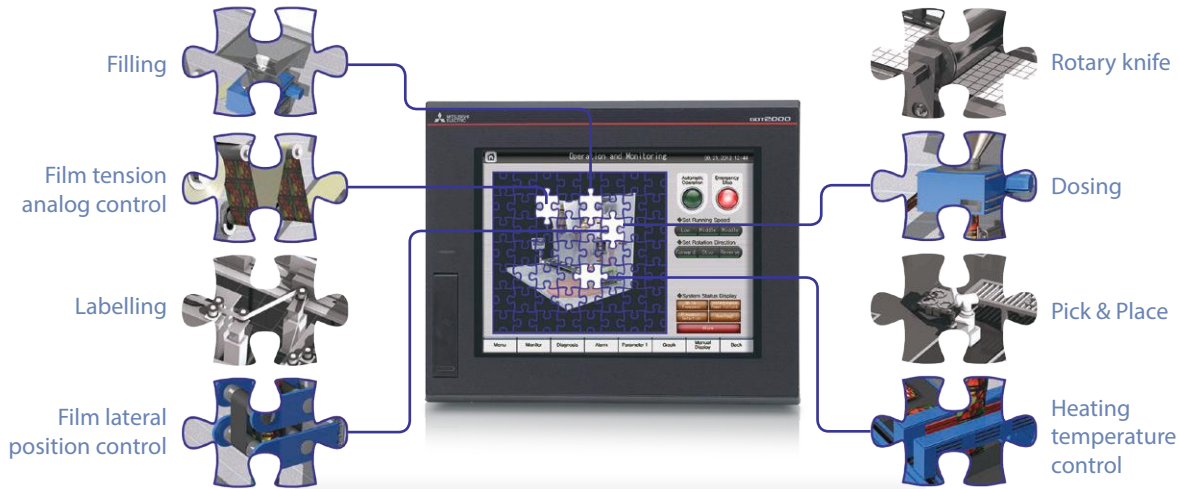 Filling
Film tension
analog control
Labelling
Film lateral
position control
MITSUBISHI
ELECTRIC
GOT2000
Operation and Monitoring
Automatic
Operation
Emergency
Stop
◆Set Running Speed
Low Middle
◆Set Rotation Direction
Forward Stop Reverse
◆System Status Display
Menu Monitor Diagnosis Alarm Parameter 1 Graph Manual Display Back
Rotary knife
Dosing
Pick & Place
Heating
temperature
control